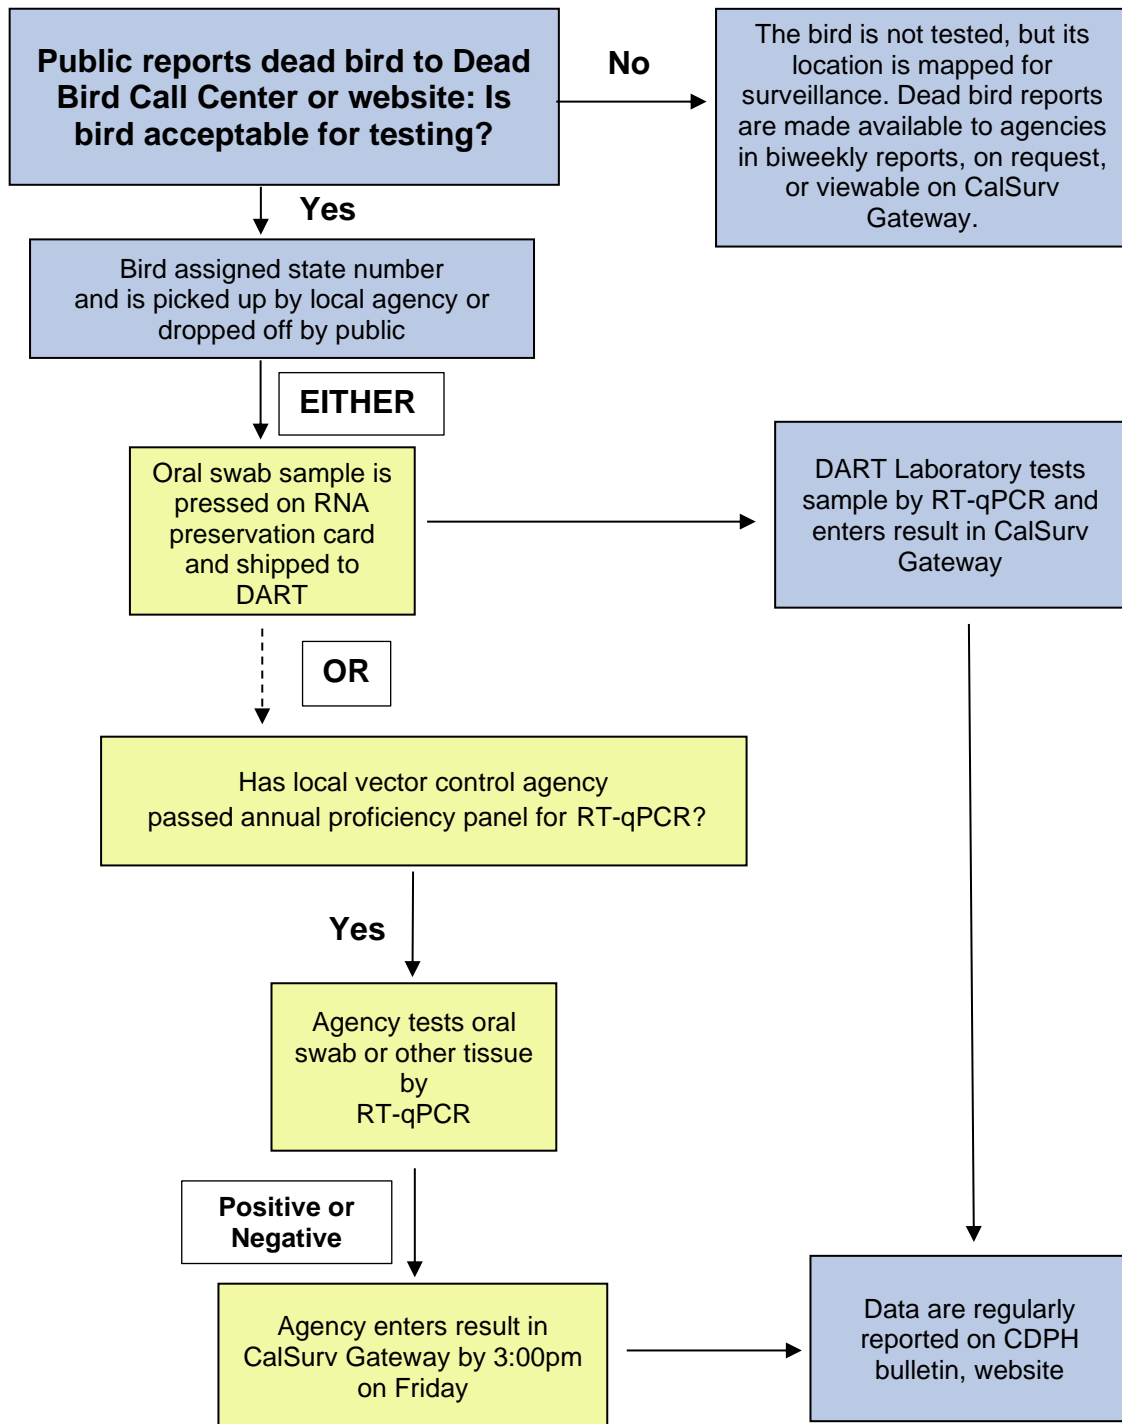 Public reports dead bird to Dead
Bird Call Center or website: Is
bird acceptable for testing?
No
The bird is not tested, but its
location is mapped for
surveillance. Dead bird reports
are made available to agencies
in biweekly reports, on request,
or viewable on CalSurv
Gateway.
Yes
Bird assigned state number
and is picked up by local agency or
dropped off by public
EITHER
Oral swab sample is
pressed on RNA
preservation card
and shipped to
DART
DART Laboratory tests
sample by RT-qPCR and
enters result in CalSurv
Gateway
OR
Has local vector control agency
passed annual proficiency panel for RT-qPCR?
Yes
Agency tests oral
swab or other tissue
by
RT-qPCR
Positive or
Negative
Agency enters result in
CalSurv Gateway by 3:00pm
on Friday
Data are regularly
reported on CDPH
bulletin, website